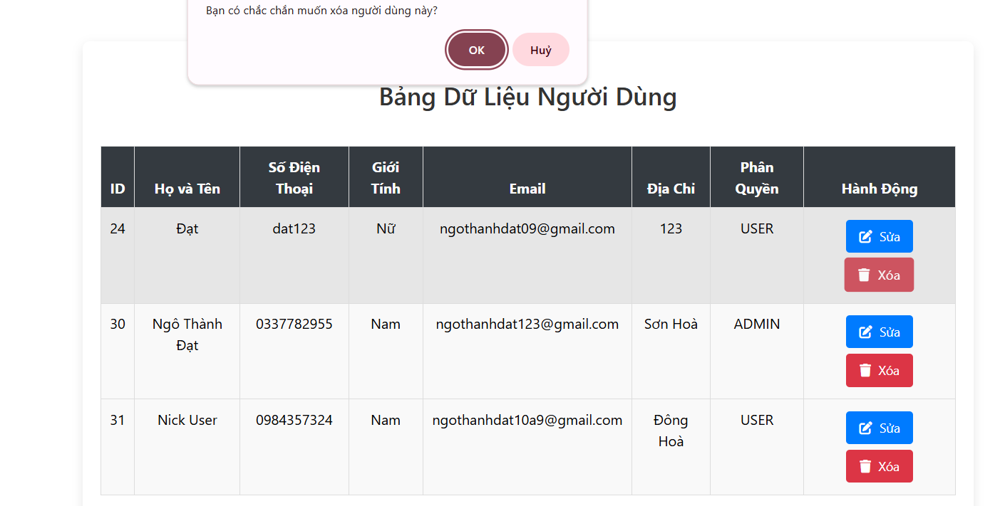 Bạn có chắc chắn muốn xóa người dùng này?
OK Huỷ
Bảng Dữ Liệu Người Dùng
ID Họ và Tên Số Điện Thoại Giới Tính Email Địa Chỉ Phân Quyền Hành Động
24 Đạt dat123 Nữ ngothanhdat09@gmail.com 123 USER Sửa
Xóa
30 Ngô Thành Đạt 0337782955 Nam ngothanhdat123@gmail.com Sơn Hoà ADMIN Sửa
Xóa
31 Nick User 0984357324 Nam ngothanhdat10a9@gmail.com Đông Hoà USER Sửa
Xóa